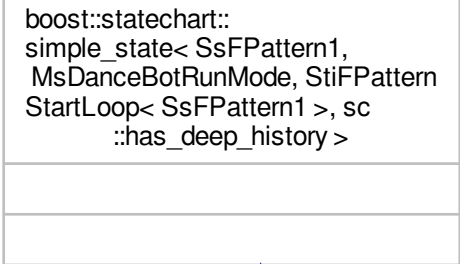 boost::statechart::
simple_state< SsFPattern1,
MsDanceBotRunMode, StiFPattern
StartLoop< SsFPattern1 >, sc
::has_deep_history >